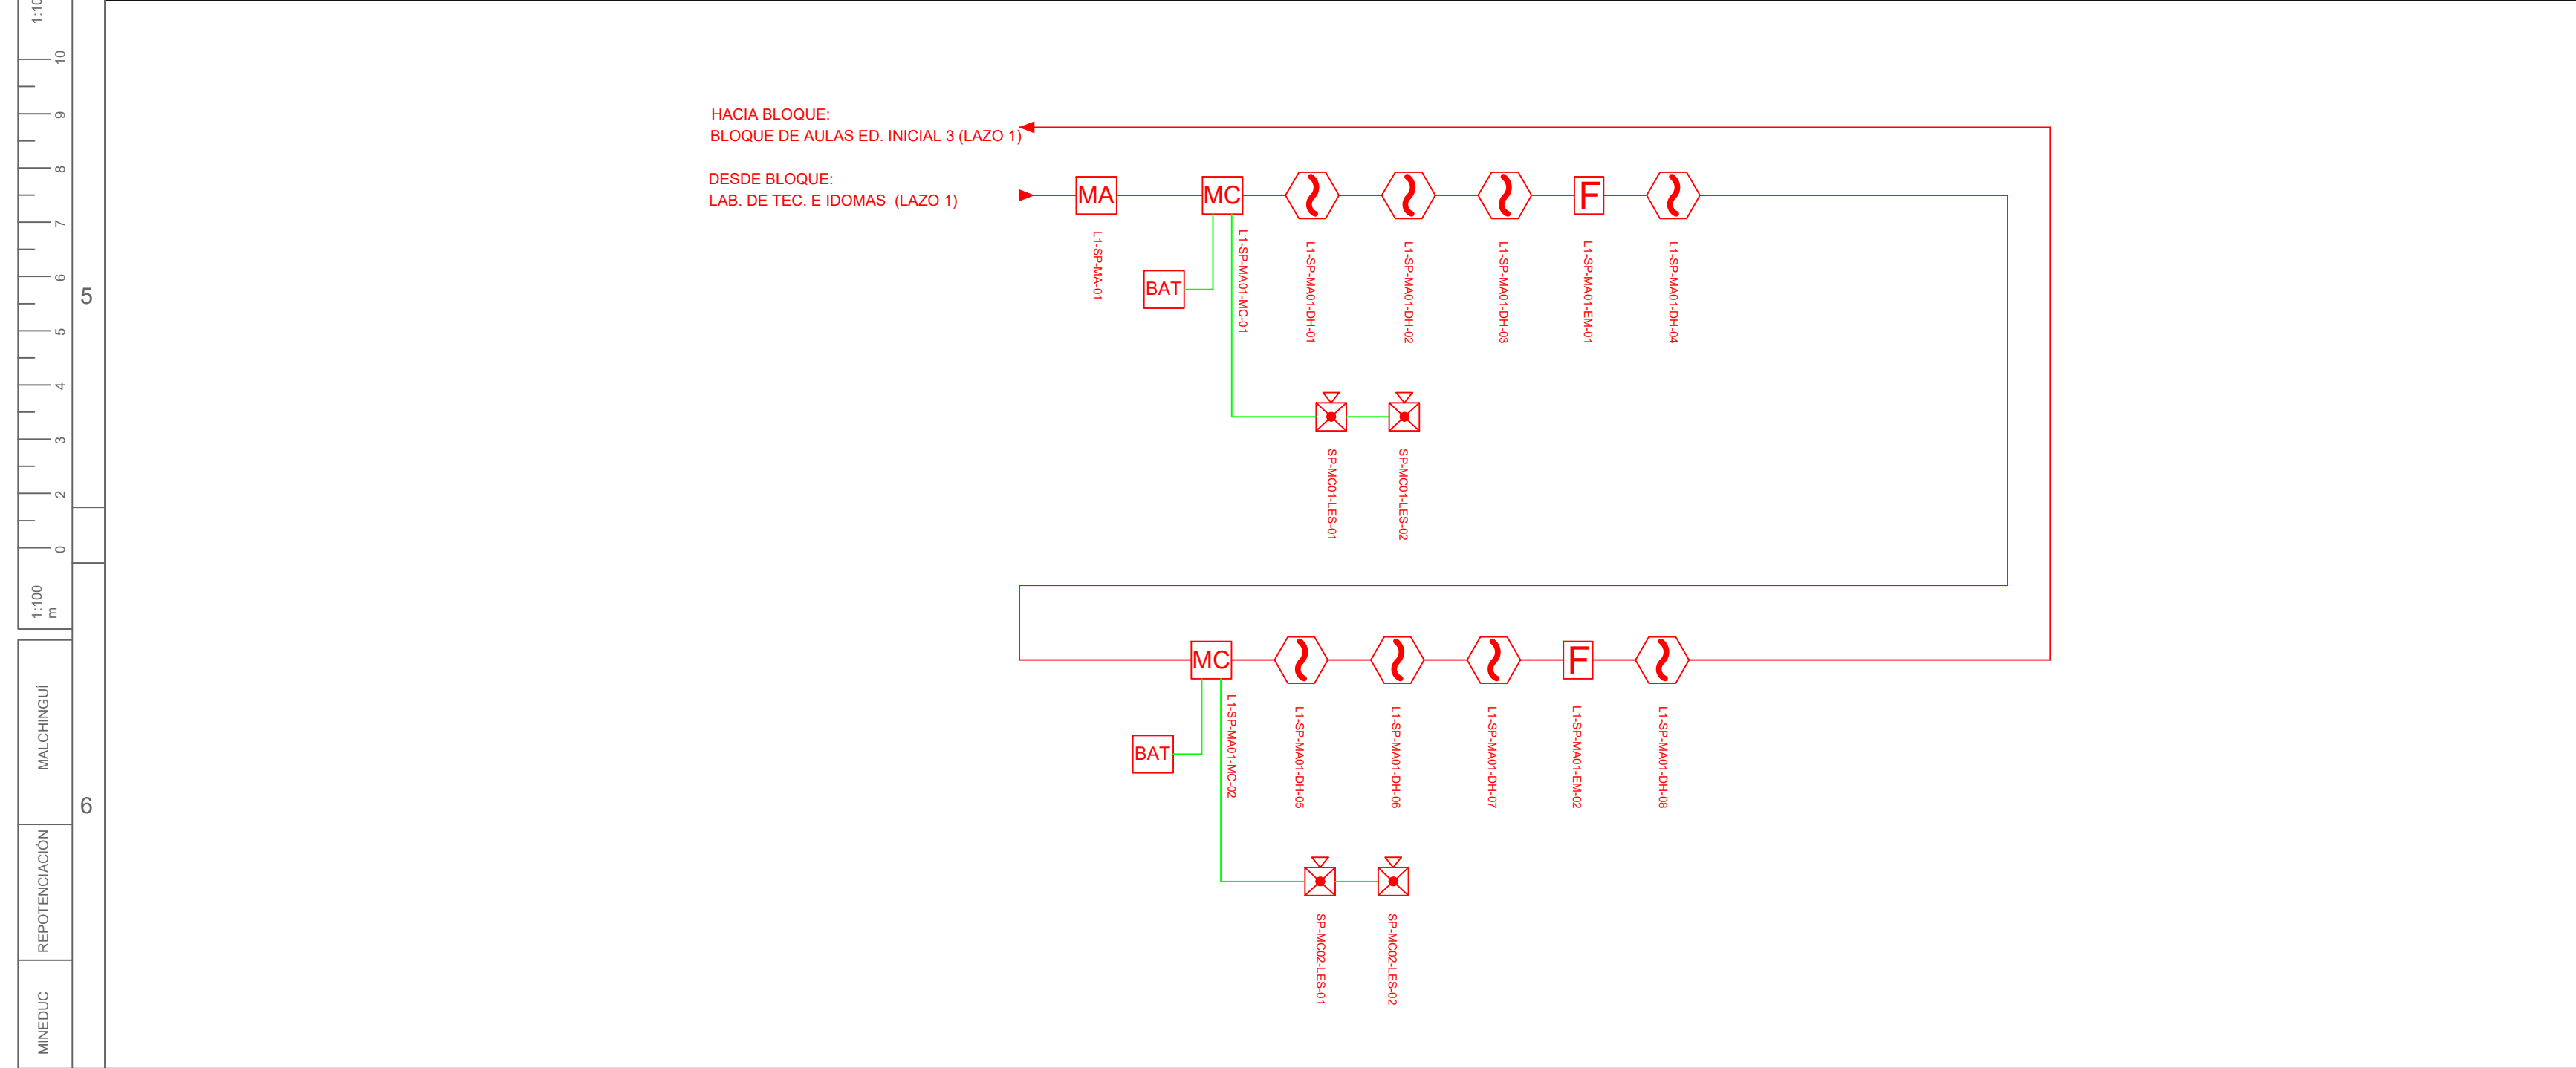 1:10
10
9
8
7
6
5
4
3
2
0
1:100
m
MALCHINGUÍ
REPOTENCIACIÓN
MINEDUC
5
6
HACIA BLOQUE:
BLOQUE DE AULAS ED. INICIAL 3 (LAZO 1)
DESDE BLOQUE:
LAB. DE TEC. E IDOMAS (LAZO 1)
MA
MC
F
L1-SP-MA-01
L1-SP-MA01-MC-01
L1-SP-MA01-DH-01
L1-SP-MA01-DH-02
L1-SP-MA01-DH-03
L1-SP-MA01-EM-01
L1-SP-MA01-DH-04
BAT
SP-MC01-LES-01
SP-MC01-LES-02
MC
F
L1-SP-MA01-MC-02
L1-SP-MA01-DH-05
L1-SP-MA01-DH-06
L1-SP-MA01-DH-07
L1-SP-MA01-EM-02
L1-SP-MA01-DH-08
BAT
SP-MC02-LES-01
SP-MC02-LES-02